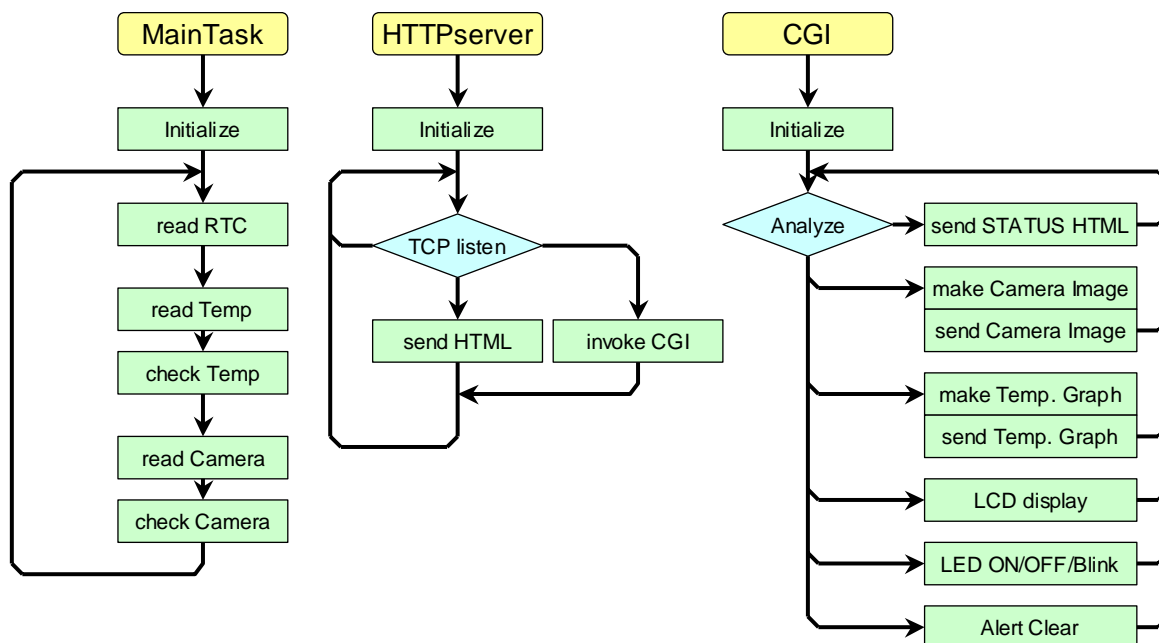 MainTask
Initialize
read RTC
read Temp
check Temp
read Camera
check Camera
HTTPserver
Initialize
TCP listen
send HTML
invoke CGI
CGI
Initialize
Analyze
send STATUS HTML
make Camera Image
send Camera Image
make Temp. Graph
send Temp. Graph
LCD display
LED ON/OFF/Blink
Alert Clear